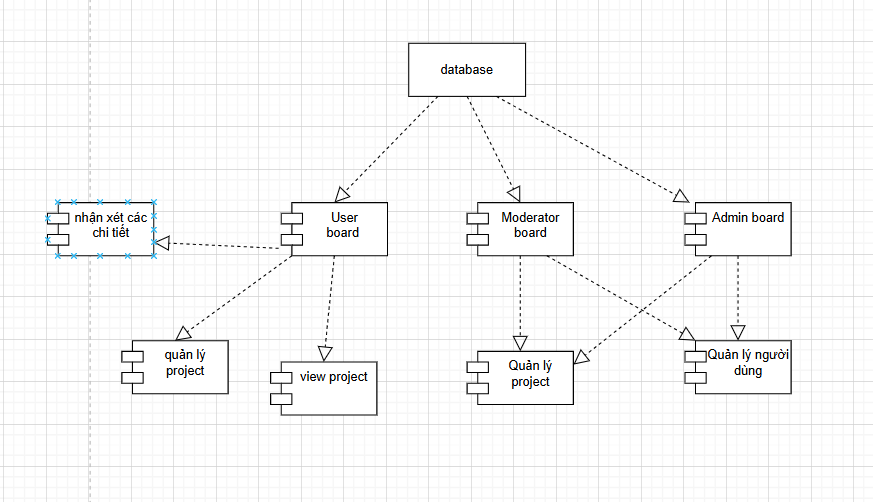 database
nhận xét các
chi tiết
User
board
Moderator
board
Admin board
quản lý
project
view project
Quản lý
project
Quản lý người
dùng